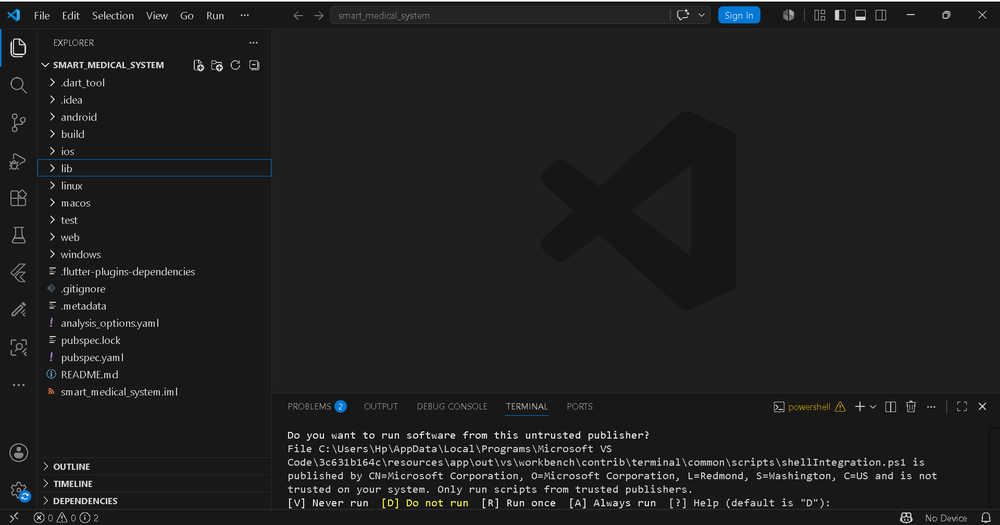 File Edit Selection View Go Run ···
smart_medical_system
Sign In
EXPLORER
SMART_MEDICAL_SYSTEM
.dart_tool
.idea
android
build
ios
lib
linux
macos
test
web
windows
.flutter-plugins-dependencies
.gitignore
.metadata
! analysis_options.yaml
pubspec.lock
! pubspec.yaml
README.md
smart_medical_system.iml
OUTLINE
TIMELINE
DEPENDENCIES
PROBLEMS 2 OUTPUT DEBUG CONSOLE TERMINAL PORTS
powershell
Do you want to run software from this untrusted publisher?
File C:\Users\Hp\AppData\Local\Programs\Microsoft VS
Code\3c631b164c\resources\app\out\vs\workbench\contrib\terminal\common\scripts\shellIntegration.ps1 is
published by CN=Microsoft Corporation, O=Microsoft Corporation, L=Redmond, S=Washington, C=US and is not
trusted on your system. Only run scripts from trusted publishers.
[V] Never run [D] Do not run [R] Run once [A] Always run [?] Help (default is "D"):
0 0 2
No Device